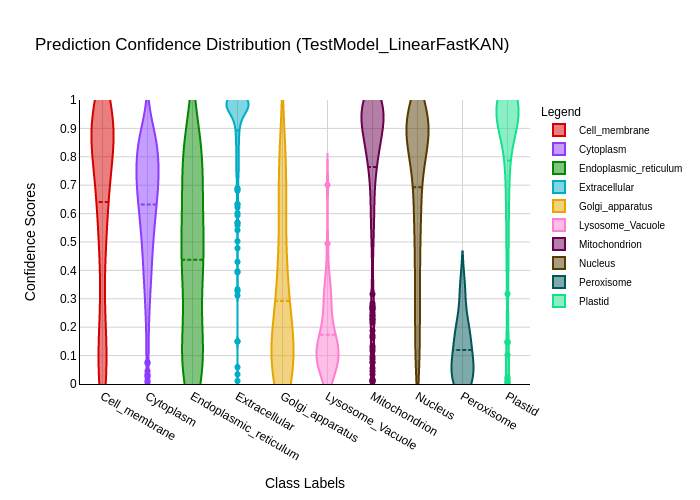 Prediction Confidence Distribution (TestModel_LinearFastKAN)
Confidence Scores
1
0.9
0.8
0.7
0.6
0.5
0.4
0.3
0.2
0.1
0
Cell_membrane
Cytoplasm
Endoplasmic_reticulum
Extracellular
Golgi_apparatus
Lysosome_Vacuole
Mitochondrion
Nucleus
Peroxisome
Plastid
Class Labels
Legend
Cell_membrane
Cytoplasm
Endoplasmic_reticulum
Extracellular
Golgi_apparatus
Lysosome_Vacuole
Mitochondrion
Nucleus
Peroxisome
Plastid